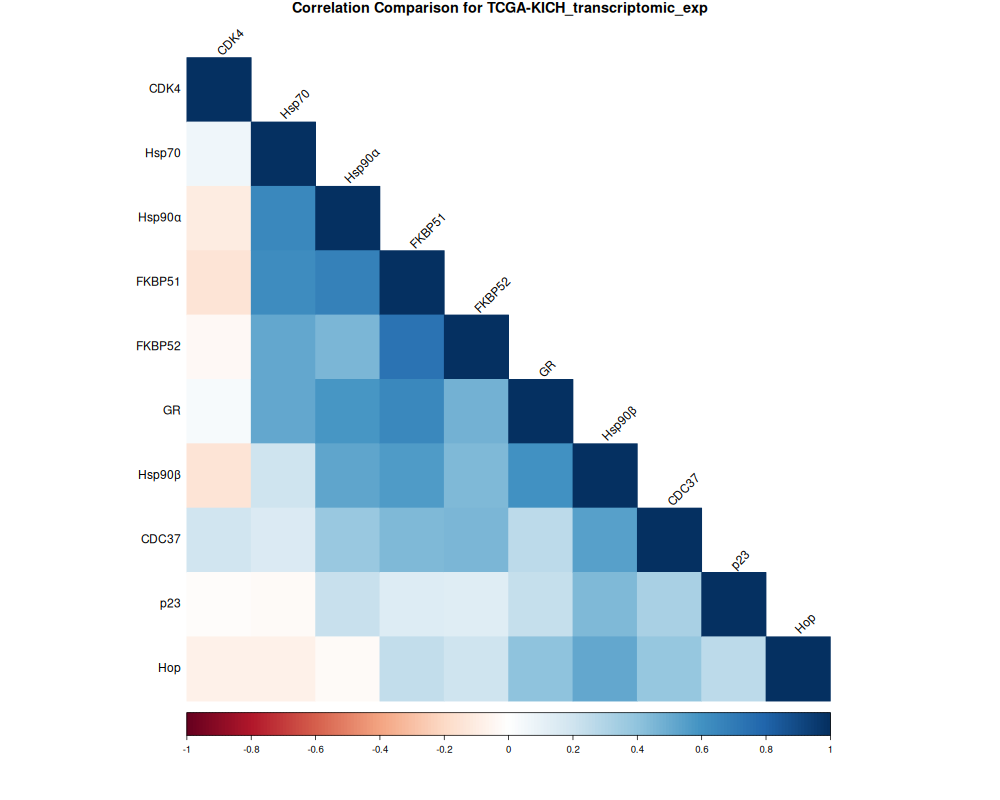 Correlation Comparison for TCGA-KICH_transcriptomic_exp
CDK4
Hsp70
Hsp90α
FKBP51
FKBP52
GR
Hsp90β
CDC37
p23
Hop
CDK4
Hsp70
Hsp90α
FKBP51
FKBP52
GR
Hsp90β
CDC37
p23
Hop
-1 -0.8 -0.6 -0.4 -0.2 0 0.2 0.4 0.6 0.8 1